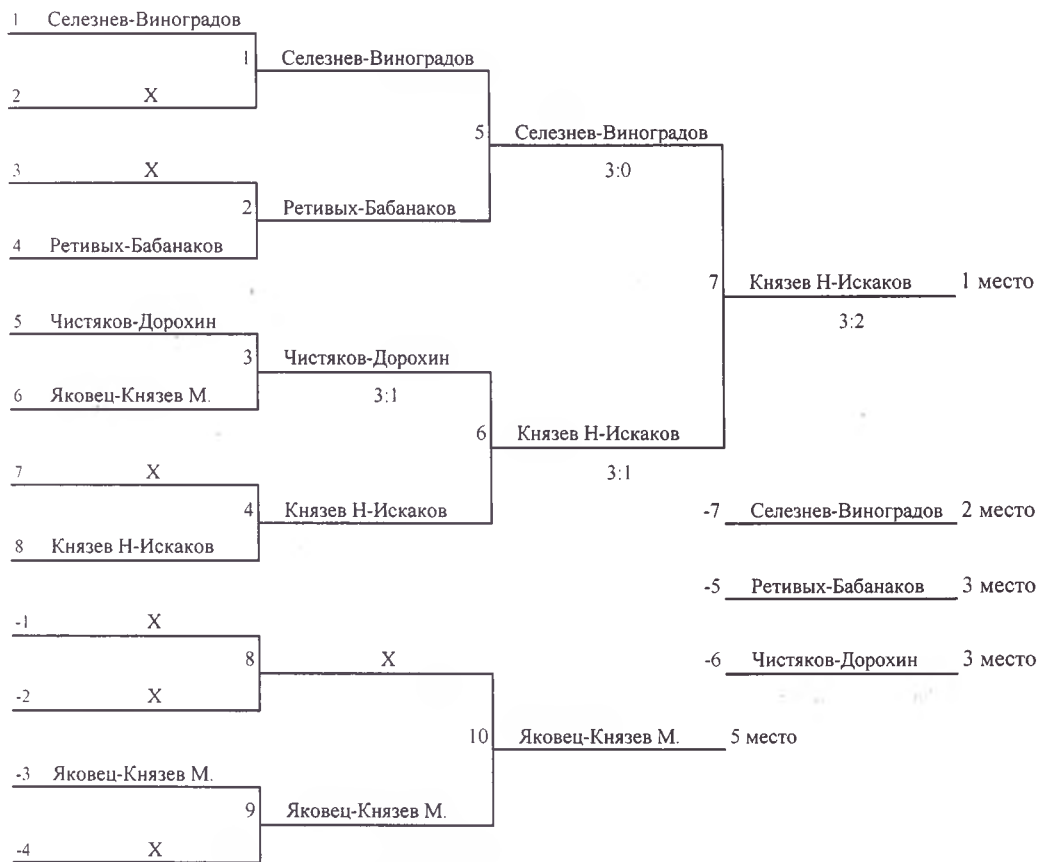 1 Селезнев-Виноградов
1 Селезнев-Виноградов
2 X
5 Селезнев-Виноградов
3:0
3 X
2 Ретивых-Бабанаков
4 Ретивых-Бабанаков
7 Князев Н-Искаков 1 место
3:2
5 Чистяков-Дорохин
3 Чистяков-Дорохин
3:1
6 Яковец-Князев М.
6 Князев Н-Искаков
3:1
7 X
4 Князев Н-Искаков
8 Князев Н-Искаков
-7 Селезнев-Виноградов 2 место
-5 Ретивых-Бабанаков 3 место
-6 Чистяков-Дорохин 3 место
-1 X
8 X
-2 X
10 Яковец-Князев М. 5 место
-3 Яковец-Князев М.
9 Яковец-Князев М.
-4 X